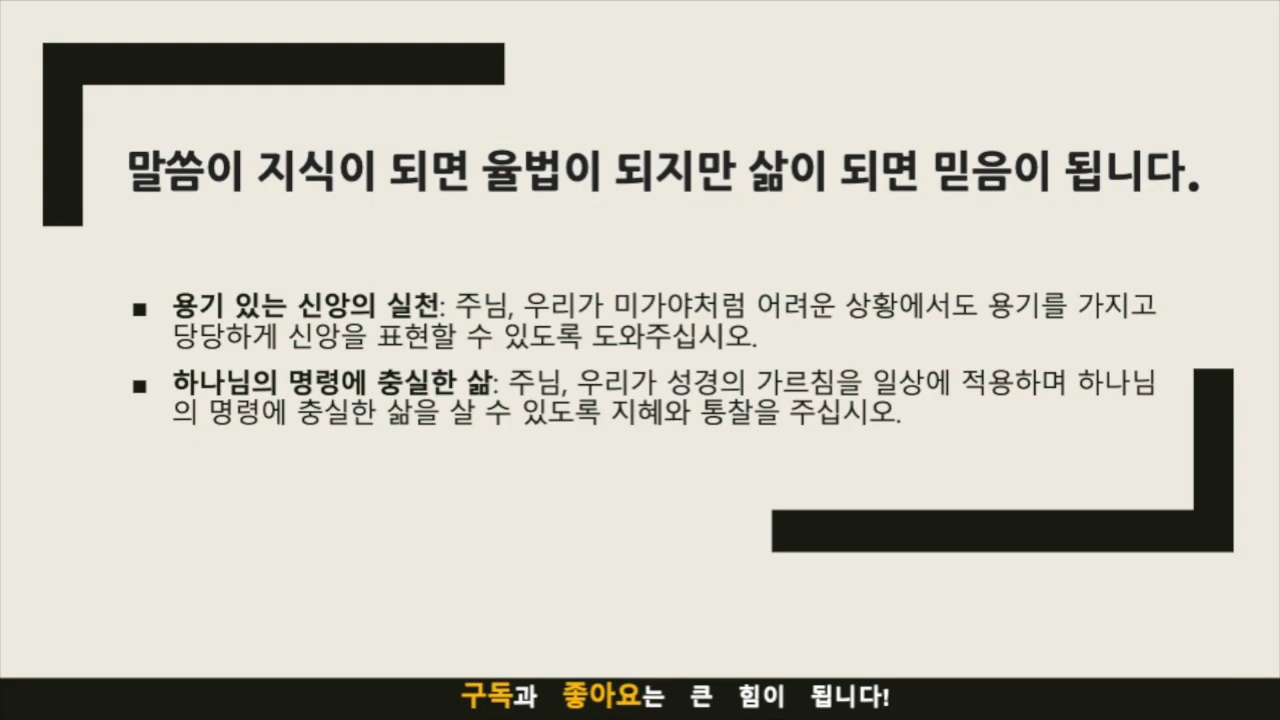 말씀이 지식이 되면 율법이 되지만 삶이 되면 믿음이 됩니다.
▪ 용기 있는 신앙의 실천: 주님, 우리가 미가야처럼 어려운 상황에서도 용기를 가지고
당당하게 신앙을 표현할 수 있도록 도와주십시오.
▪ 하나님의 명령에 충실한 삶: 주님, 우리가 성경의 가르침을 일상에 적용하며 하나님
의 명령에 충실한 삶을 살 수 있도록 지혜와 통찰을 주십시오.
구독과 좋아요는 큰 힘이 됩니다!